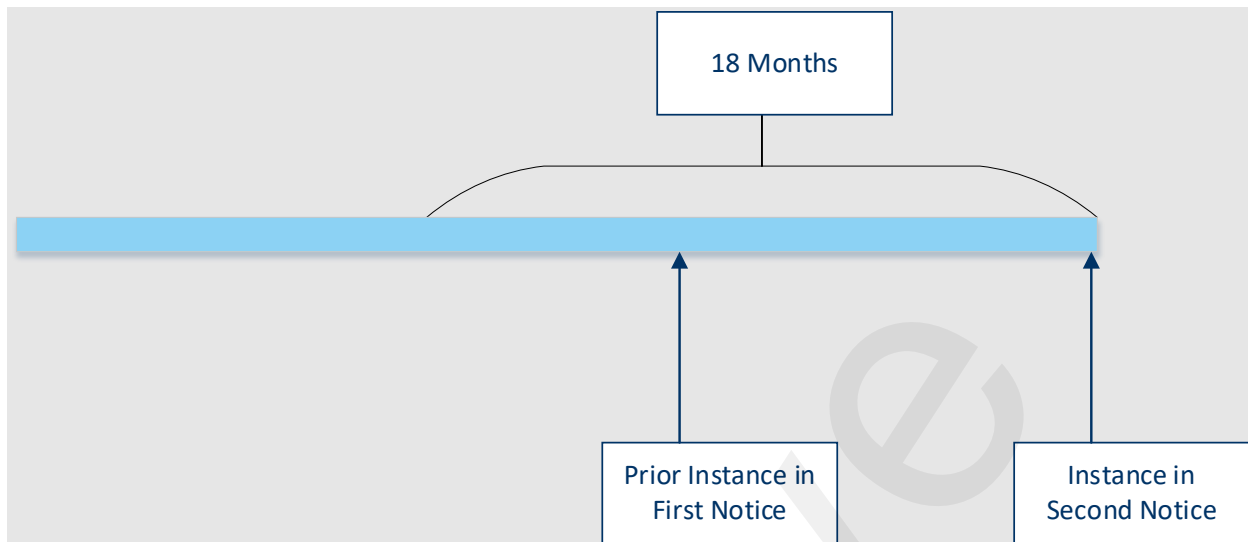 18 Months
Prior Instance in
First Notice
Instance in
Second Notice